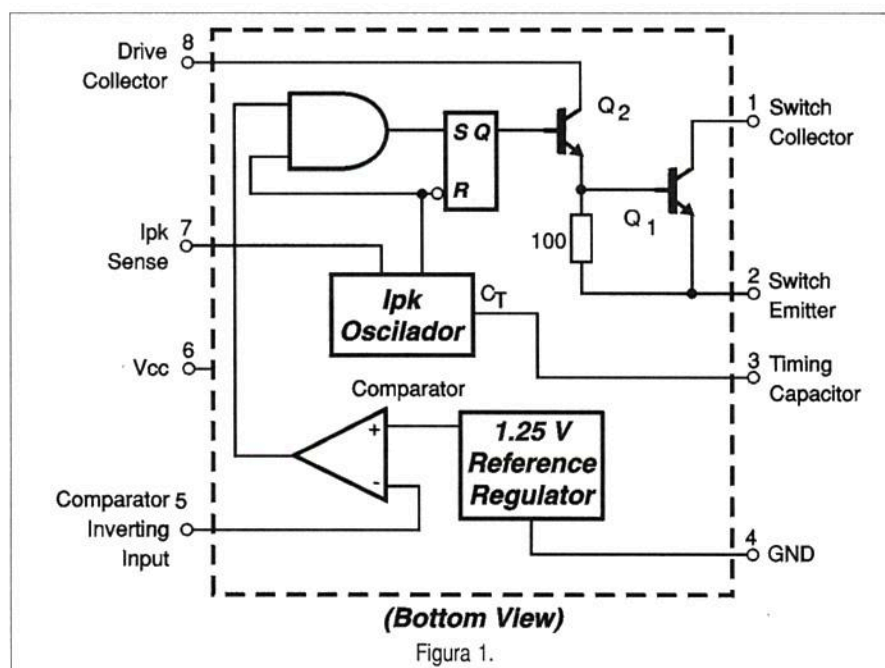 8
Drive
Collector
Q2
1
Switch
Collector
S Q
R
Q1
100
7
Ipk
Sense
2
Switch
Emitter
Ipk
Oscilador
CT
3
Timing
Capacitor
6
Vcc
Comparator
+
-
1.25 V
Reference
Regulator
Comparator 5
Inverting
Input
4
GND
(Bottom View)
Figura 1.